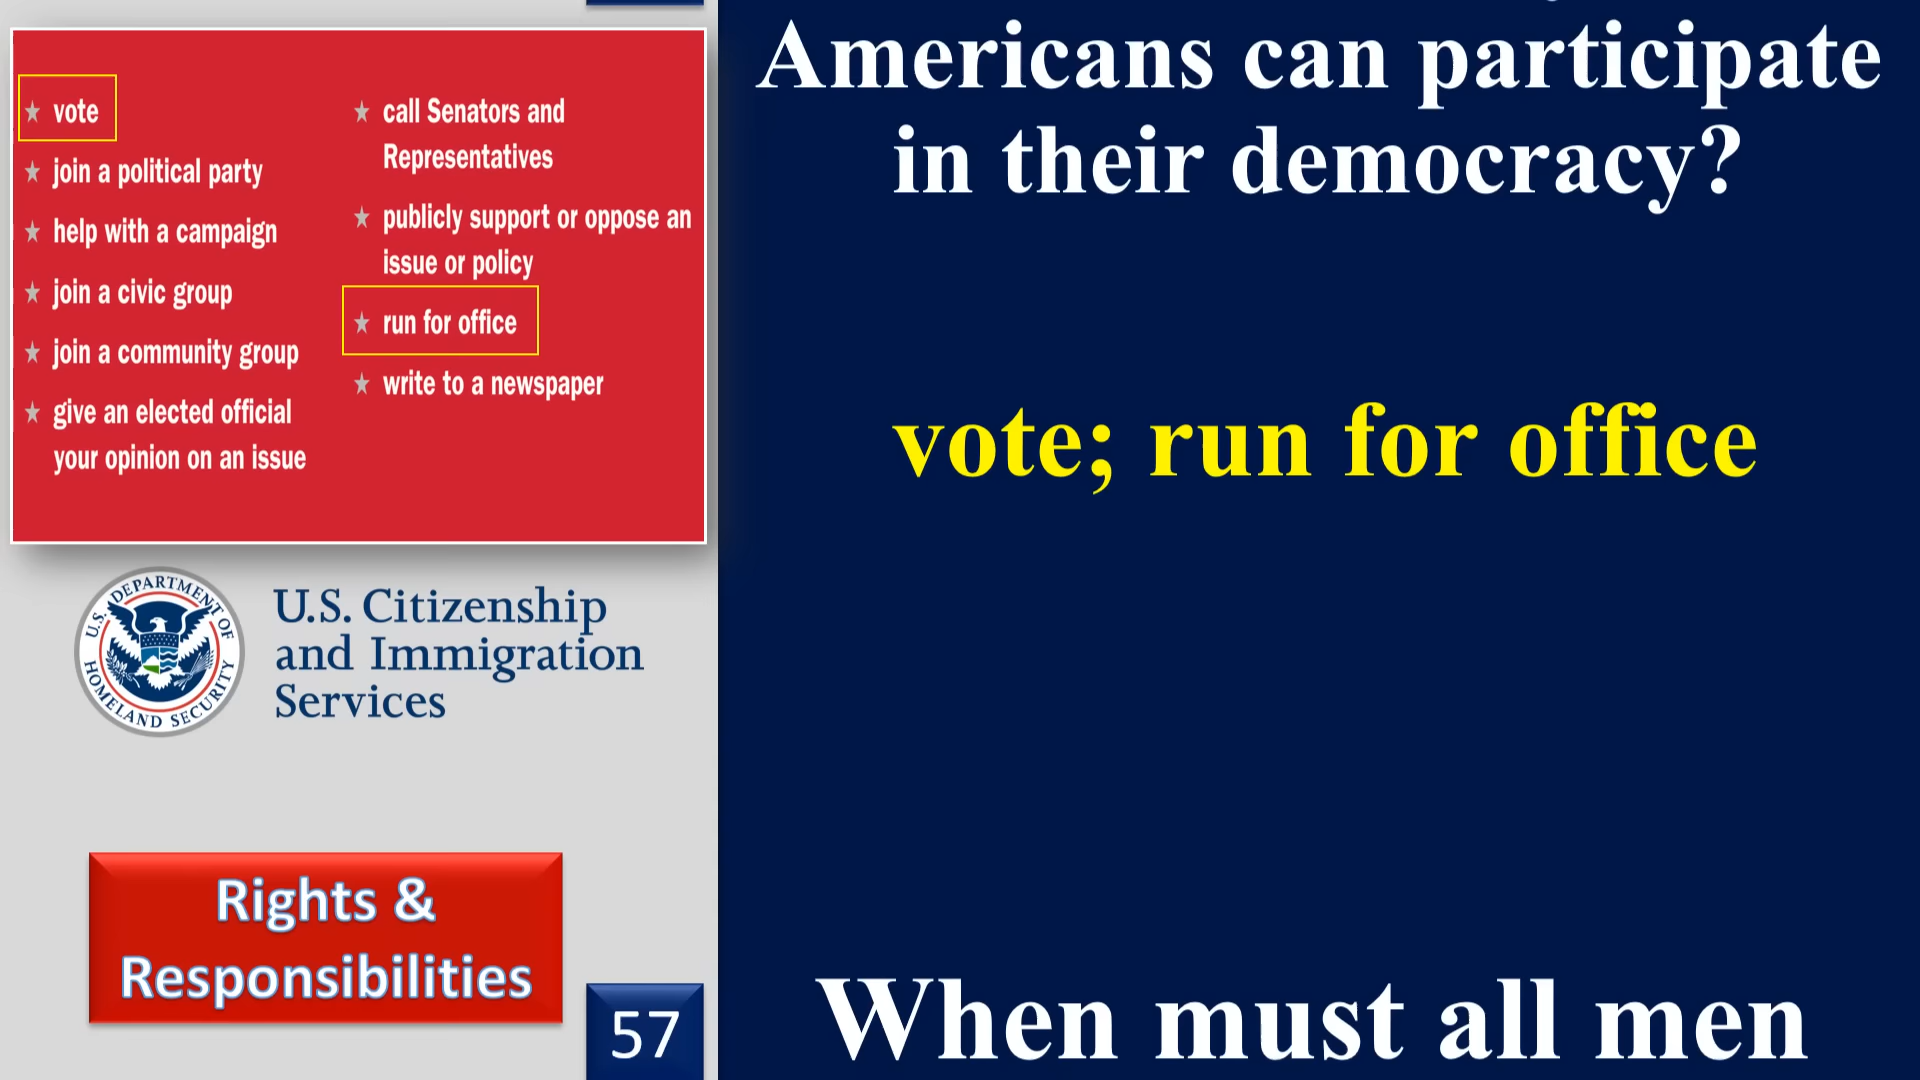 ★ vote
★ join a political party
★ help with a campaign
★ join a civic group
★ join a community group
★ give an elected official
your opinion on an issue
★ call Senators and
Representatives
★ publicly support or oppose an
issue or policy
★ run for office
★ write to a newspaper
U.S. DEPARTMENT OF
HOMELAND SECURITY
U.S. Citizenship
and Immigration
Services
Rights &
Responsibilities
57
Americans can participate
in their democracy?
vote; run for office
When must all men